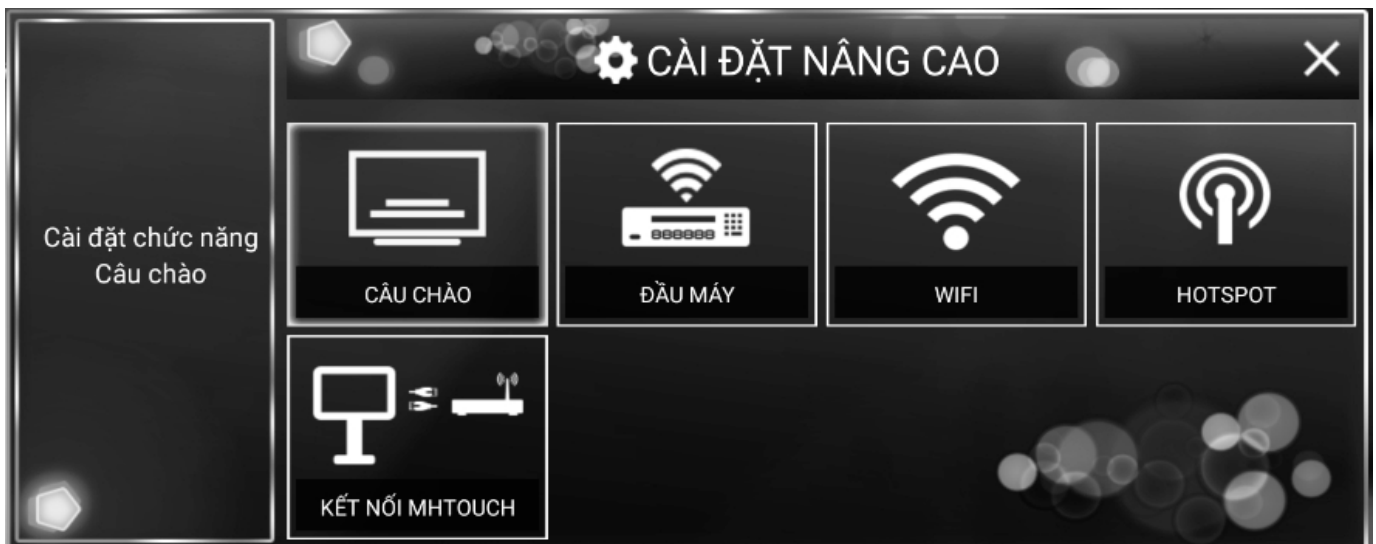 CÀI ĐẶT NÂNG CAO
Cài đặt chức năng
Câu chào
CÂU CHÀO
ĐẦU MÁY
WIFI
HOTSPOT
KẾT NỐI MHTOUCH